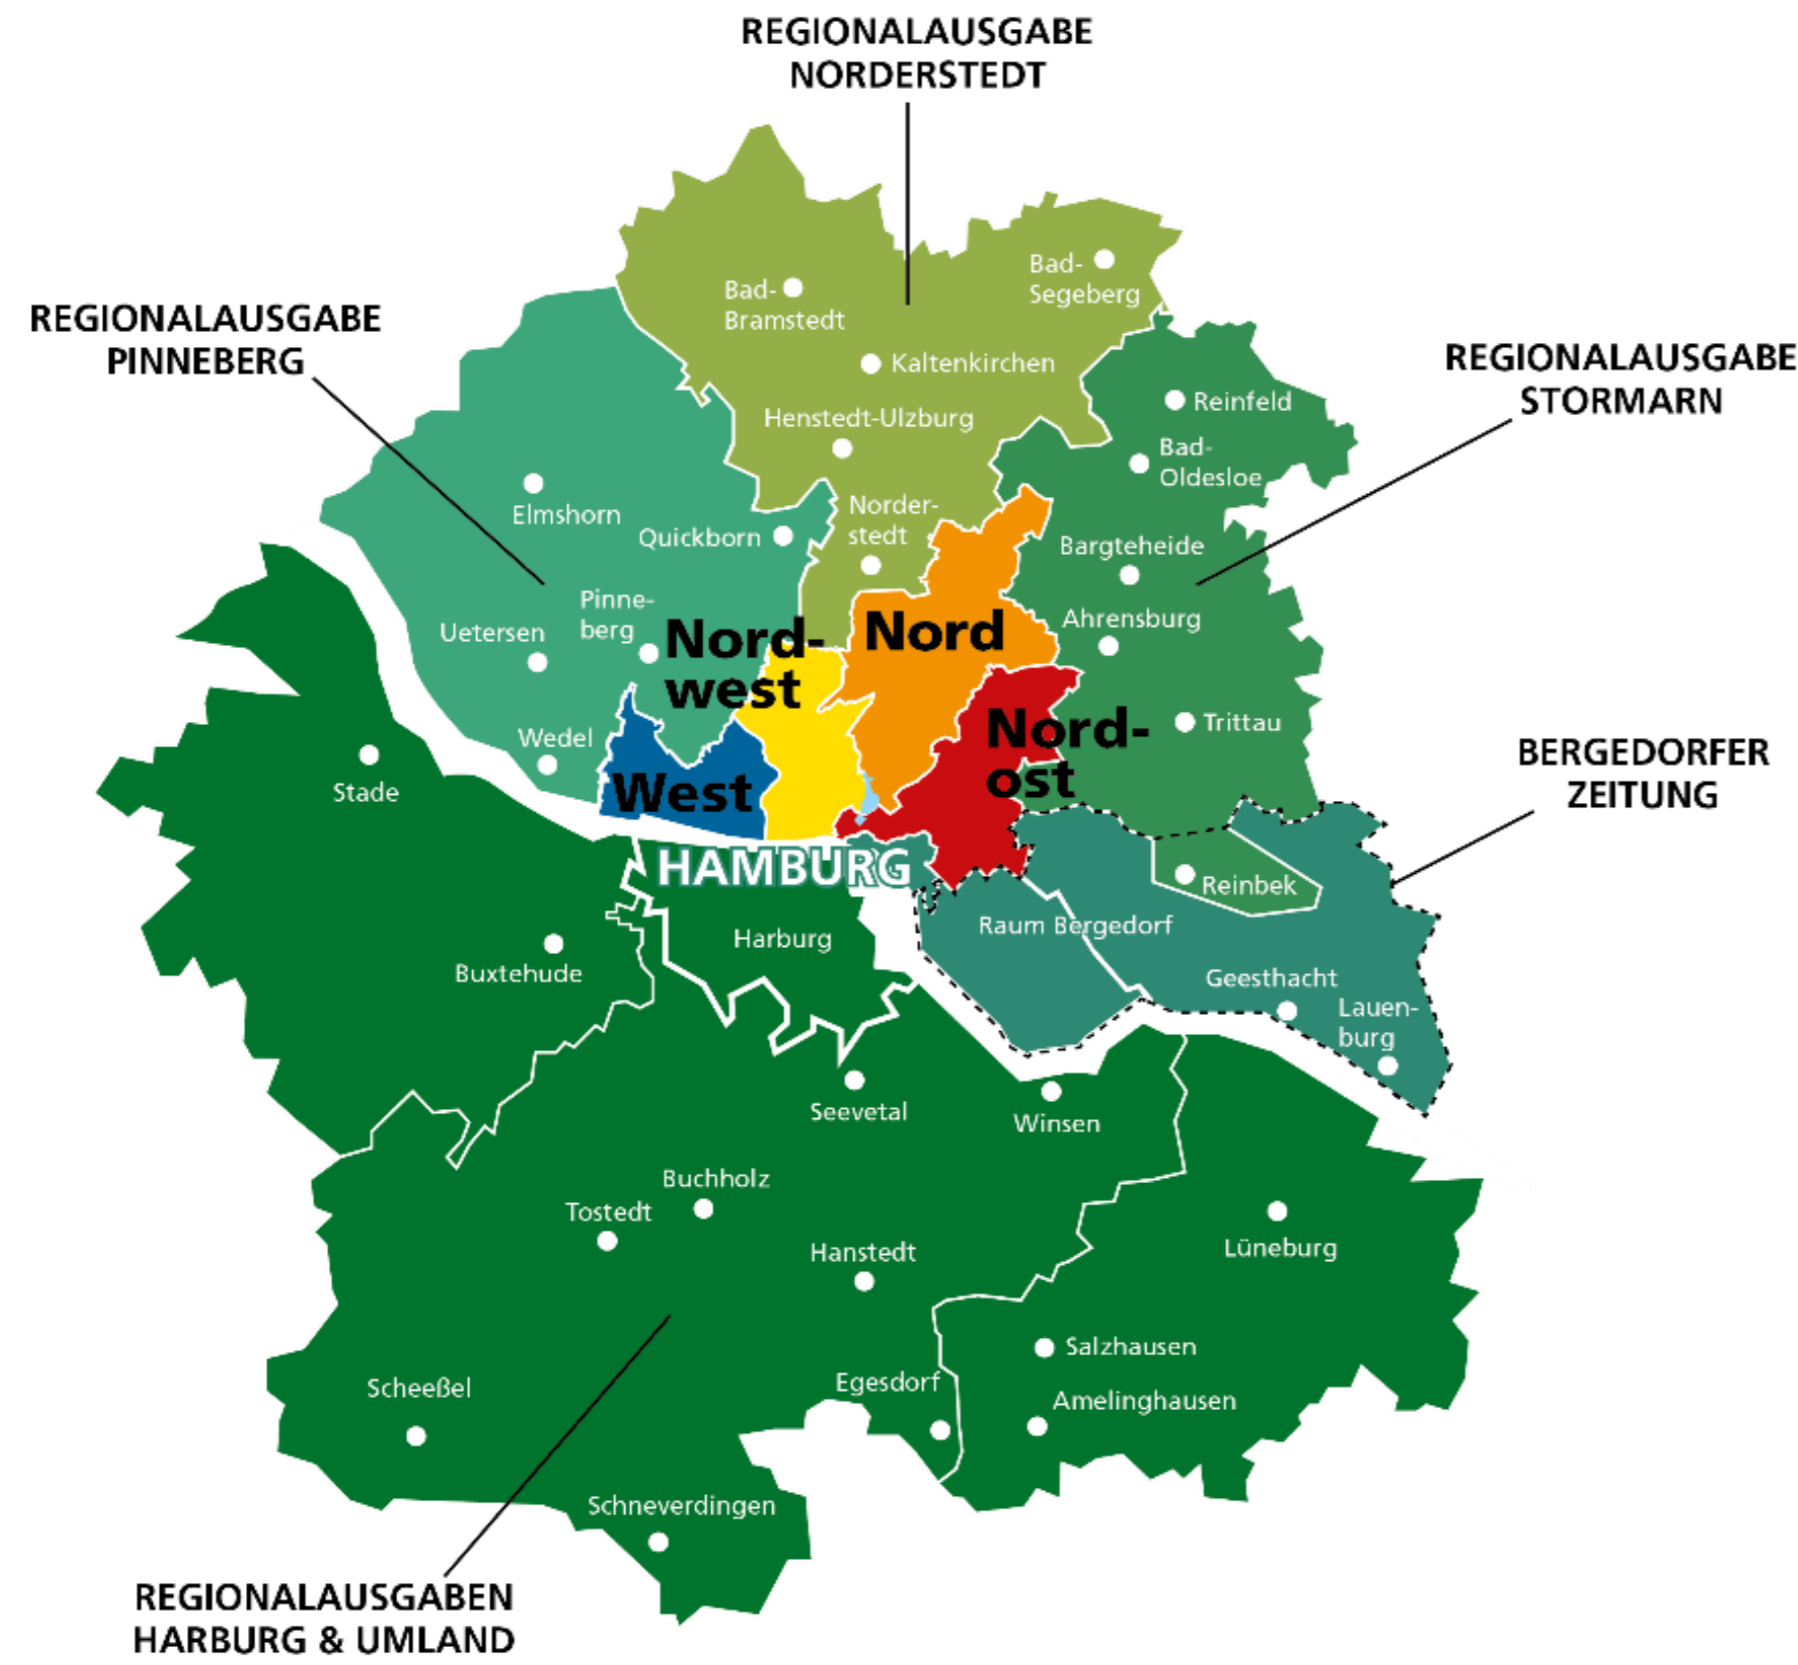 REGIONALAUSGABE
NORDERSTEDT
REGIONALAUSGABE
PINNEBERG
REGIONALAUSGABE
STORMARN
BERGEDORFER
ZEITUNG
REGIONALAUSGABEN
HARBURG & UMLAND
Bad-
Bramstedt
Bad-
Segeberg
Kaltenkirchen
Henstedt-Ulzburg
Norder-
stedt
Reinfeld
Bad-
Oldesloe
Bargteheide
Ahrensburg
Trittau
Elmshorn
Quickborn
Pinne-
berg
Uetersen
Wedel
Nord-
west
Nord
Nord-
ost
West
HAMBURG
Stade
Buxtehude
Harburg
Reinbek
Raum Bergedorf
Geesthacht
Lauen-
burg
Seevetal
Winsen
Buchholz
Tostedt
Hanstedt
Lüneburg
Salzhausen
Egesdorf
Amelinghausen
Scheeßel
Schneverdingen